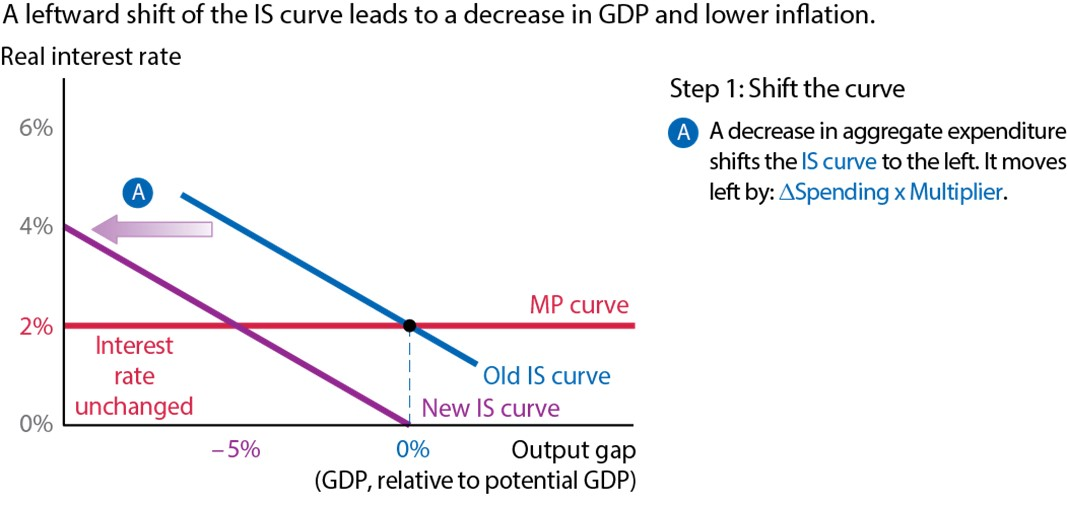 A leftward shift of the IS curve leads to a decrease in GDP and lower inflation.
Real interest rate
6%
4%
2%
0%
A
MP curve
Interest
rate
unchanged
Old IS curve
New IS curve
–5%
0%
Output gap
(GDP, relative to potential GDP)
Step 1: Shift the curve
A
A decrease in aggregate expenditure
shifts the IS curve to the left. It moves
left by: ΔSpending x Multiplier.